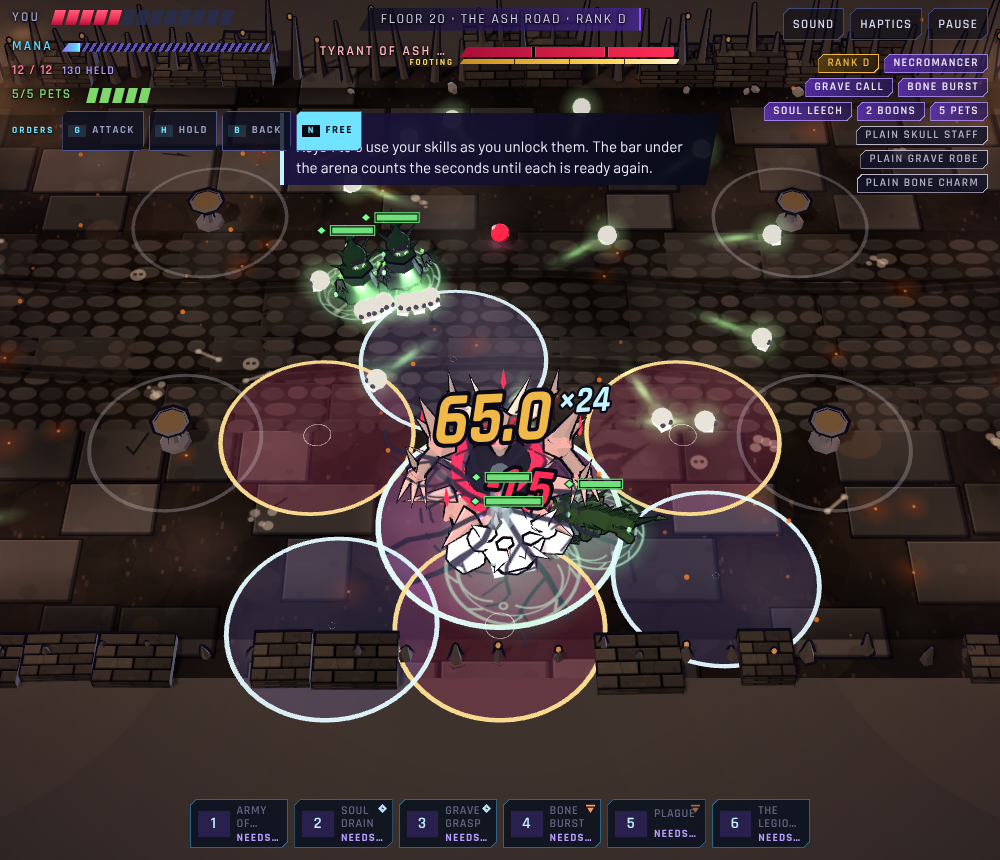 YOU
FLOOR 20 · THE ASH ROAD · RANK D
SOUND
HAPTICS
PAUSE
MANA
TYRANT OF ASH ...
FOOTING
12 / 12 130 HELD
RANK D
NECROMANCER
5/5 PETS
GRAVE CALL
BONE BURST
SOUL LEECH
2 BOONS
5 PETS
ORDERS
G ATTACK
H HOLD
B BACK
N FREE
PLAIN SKULL STAFF
use your skills as you unlock them. The bar under
the arena counts the seconds until each is ready again.
PLAIN GRAVE ROBE
PLAIN BONE CHARM
65.0 ×24
1 ARMY OF... NEEDS...
2 SOUL DRAIN NEEDS...
3 GRAVE GRASP NEEDS...
4 BONE BURST NEEDS...
5 PLAGUE NEEDS...
6 THE LEGIO... NEEDS...